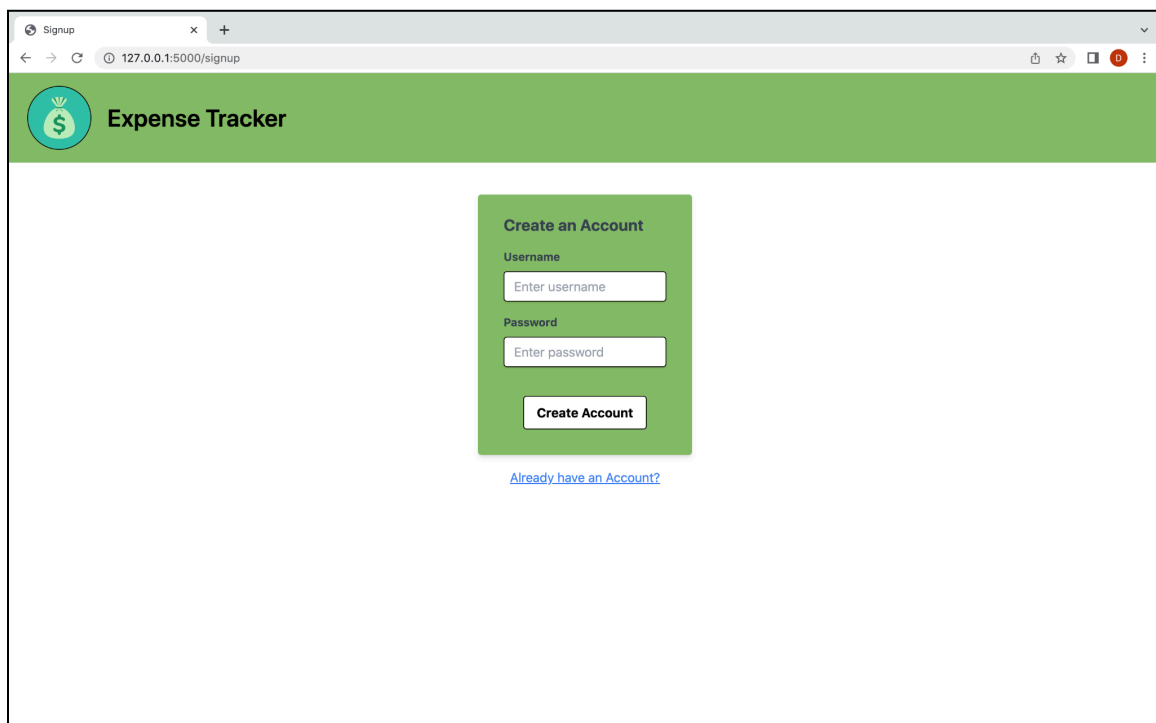 Signup
127.0.0.1:5000/signup
D
$
Expense Tracker
Create an Account
Username
Enter username
Password
Enter password
Create Account
Already have an Account?